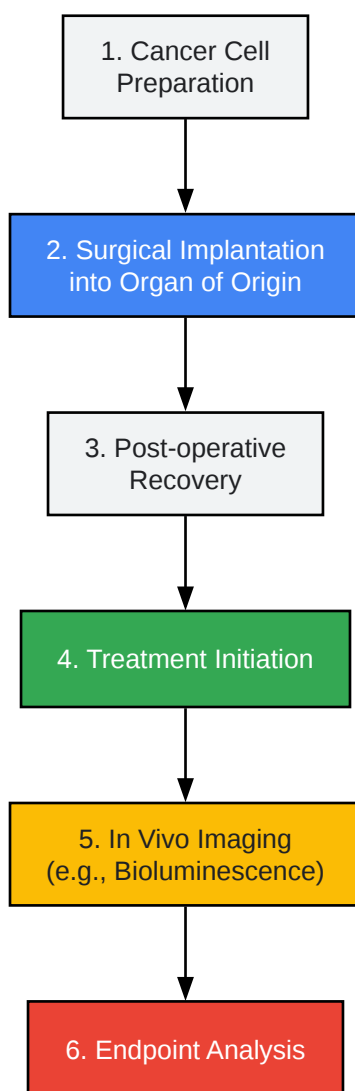 1. Cancer Cell
Preparation
2. Surgical Implantation
into Organ of Origin
3. Post-operative
Recovery
4. Treatment Initiation
5. In Vivo Imaging
(e.g., Bioluminescence)
6. Endpoint Analysis